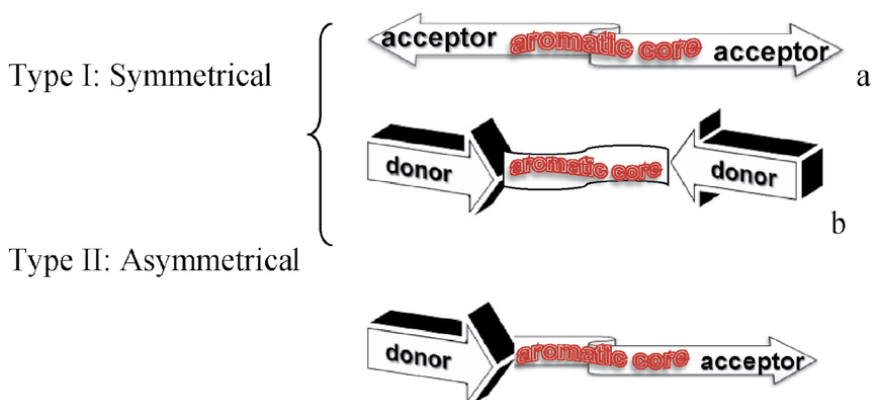 acceptor aromatic core acceptor
Type I: Symmetrical
a
donor aromatic core donor
b
Type II: Asymmetrical
donor aromatic core acceptor